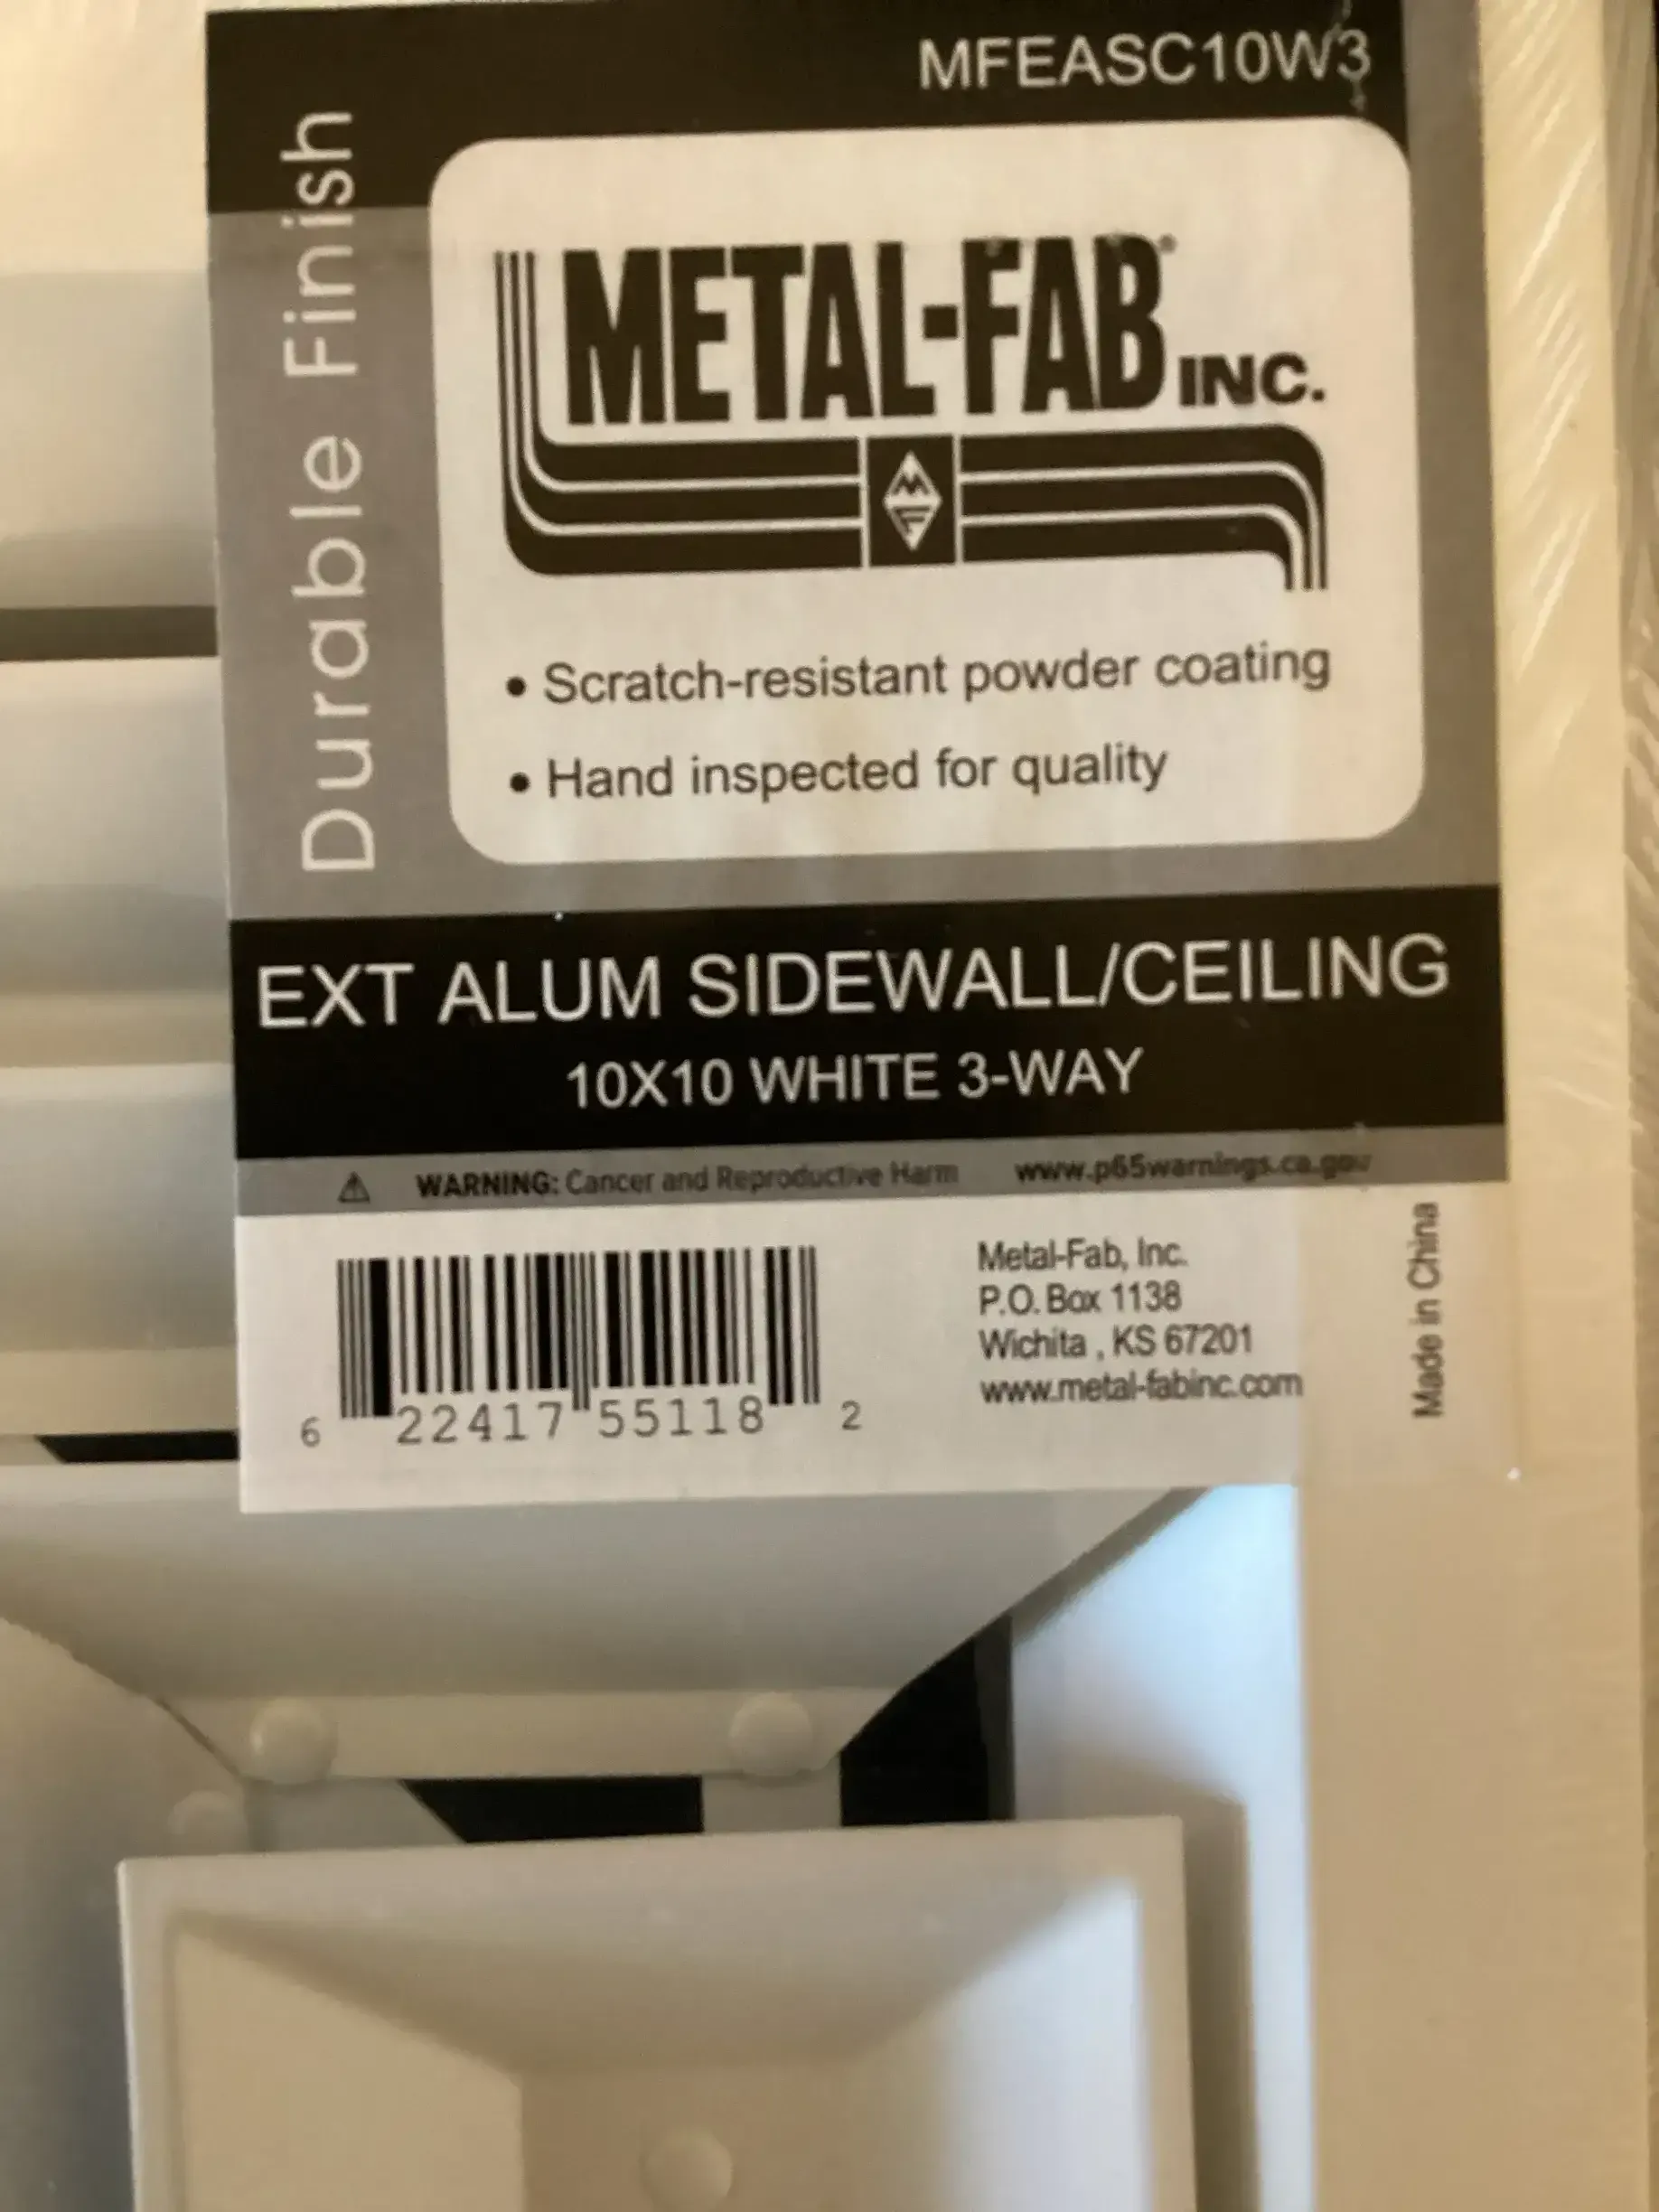 MFEASC10W3
Durable Finish
METAL-FAB® INC.
MF
• Scratch-resistant powder coating
• Hand inspected for quality
EXT ALUM SIDEWALL/CEILING
10X10 WHITE 3-WAY
⚠ WARNING: Cancer and Reproductive Harm www.p65warnings.ca.gov
Metal-Fab, Inc.
P.O. Box 1138
Wichita , KS 67201
www.metal-fabinc.com
Made in China
6 22417 55118 2